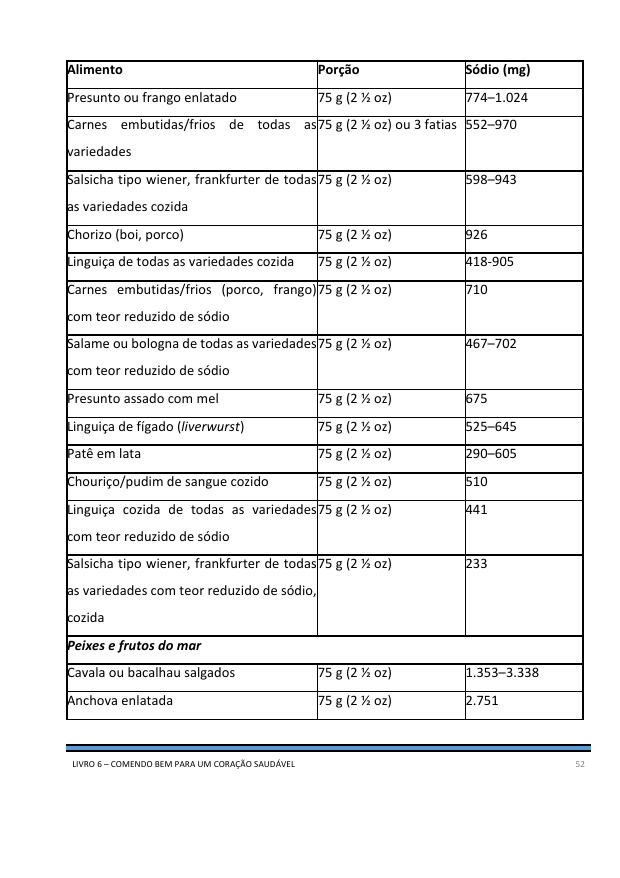 Alimento Porção Sódio (mg)
Presunto ou frango enlatado 75 g (2 ½ oz) 774–1.024
Carnes embutidas/frios de todas as 75 g (2 ½ oz) ou 3 fatias 552–970
variedades
Salsicha tipo wiener, frankfurter de todas 75 g (2 ½ oz) 598–943
as variedades cozida
Chorizo (boi, porco) 75 g (2 ½ oz) 926
Linguiça de todas as variedades cozida 75 g (2 ½ oz) 418-905
Carnes embutidas/frios (porco, frango) 75 g (2 ½ oz) 710
com teor reduzido de sódio
Salame ou bologna de todas as variedades 75 g (2 ½ oz) 467–702
com teor reduzido de sódio
Presunto assado com mel 75 g (2 ½ oz) 675
Linguiça de fígado (liverwurst) 75 g (2 ½ oz) 525–645
Patê em lata 75 g (2 ½ oz) 290–605
Chouriço/pudim de sangue cozido 75 g (2 ½ oz) 510
Linguiça cozida de todas as variedades 75 g (2 ½ oz) 441
com teor reduzido de sódio
Salsicha tipo wiener, frankfurter de todas 75 g (2 ½ oz) 233
as variedades com teor reduzido de sódio,
cozida
Peixes e frutos do mar
Cavala ou bacalhau salgados 75 g (2 ½ oz) 1.353–3.338
Anchova enlatada 75 g (2 ½ oz) 2.751
LIVRO 6 – COMENDO BEM PARA UM CORAÇÃO SAUDÁVEL 52